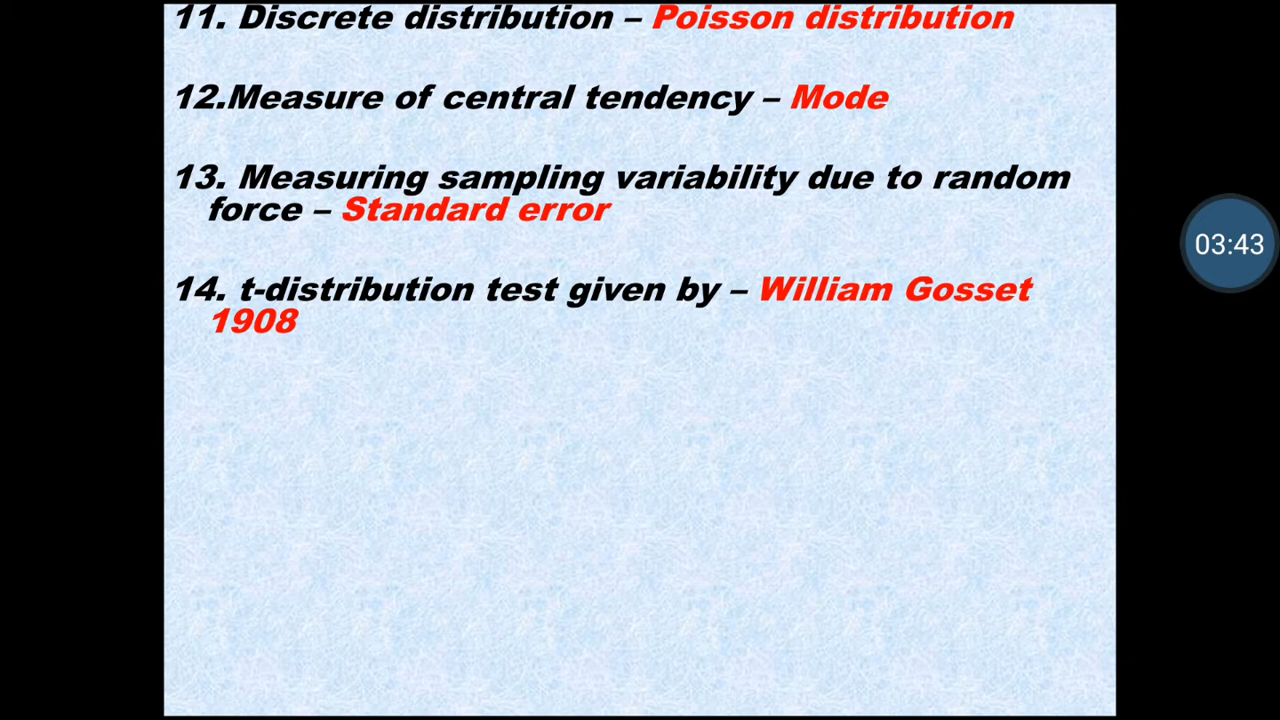 11. Discrete distribution – Poisson distribution
12.Measure of central tendency – Mode
13. Measuring sampling variability due to random
force – Standard error
14. t-distribution test given by – William Gosset
1908
03:43